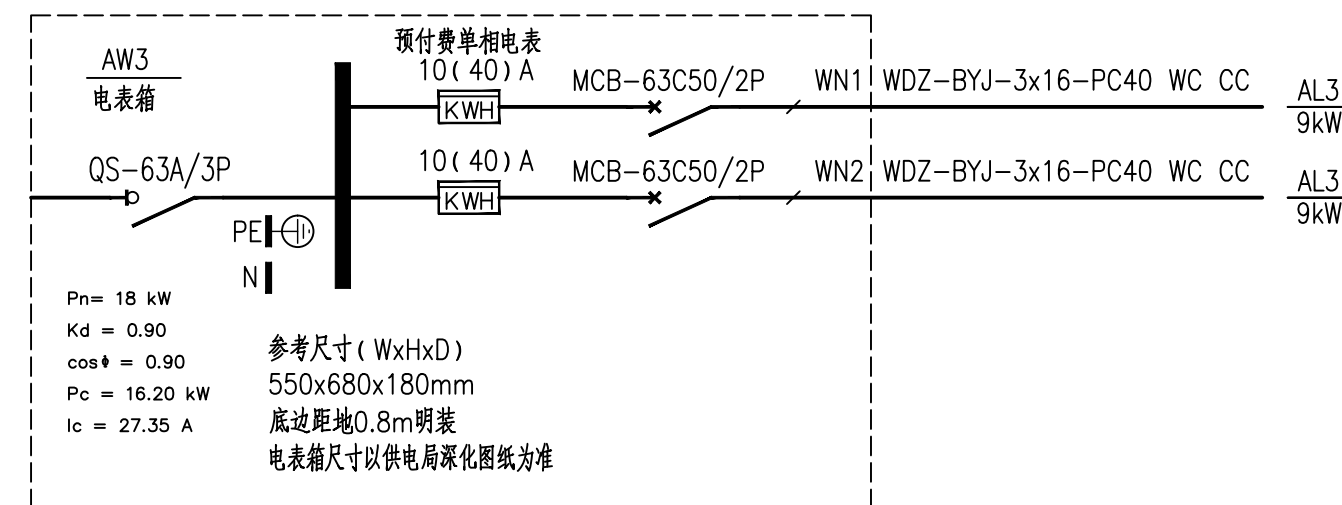 AW3
电表箱
预付费单相电表
10(40)A
KWH
MCB-63C50/2P
WN1
WDZ-BYJ-3x16-PC40 WC CC
AL3
9kW
QS-63A/3P
10(40)A
KWH
MCB-63C50/2P
WN2
WDZ-BYJ-3x16-PC40 WC CC
AL3
9kW
PE
N
Pn= 18 kW
Kd = 0.90
cosΦ = 0.90
Pc = 16.20 kW
Ic = 27.35 A
参考尺寸(WxHxD)
550x680x180mm
底边距地0.8m明装
电表箱尺寸以供电局深化图纸为准